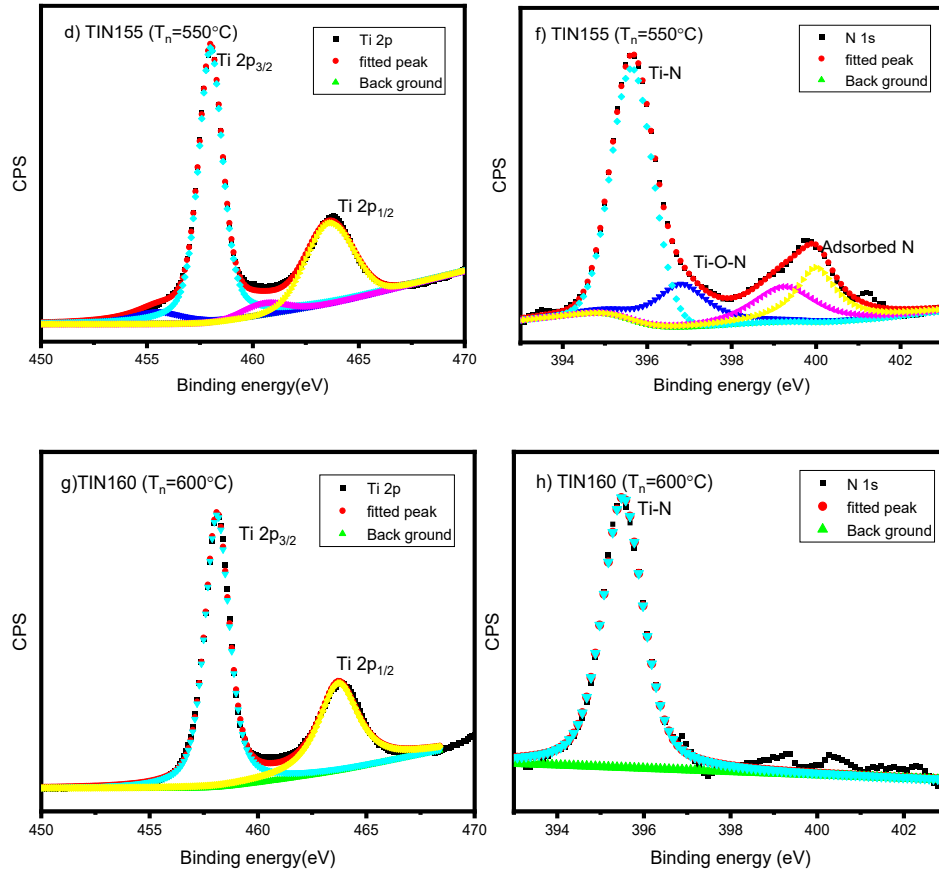 d) TIN155 (Tn=550°C)
Ti 2p3/2
Ti 2p
fitted peak
Back ground
Ti 2p1/2
CPS
450 455 460 465 470
Binding energy(eV)
f) TIN155 (Tn=550°C)
Ti-N
N 1s
fitted peak
Back ground
Ti-O-N
Adsorbed N
CPS
394 396 398 400 402
Binding energy (eV)
g)TIN160 (Tn=600°C)
Ti 2p3/2
Ti 2p
fitted peak
Back ground
Ti 2p1/2
CPS
450 455 460 465 470
Binding energy(eV)
h) TIN160 (Tn=600°C)
Ti-N
N 1s
fitted peak
Back ground
CPS
394 396 398 400 402
Binding energy (eV)